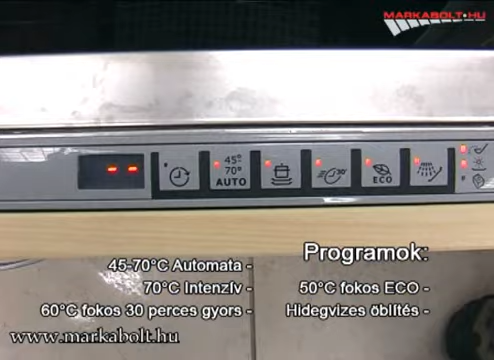 MARKABOLT.HU
45°
70°
AUTO
30'
ECO
Programok:
45-70°C Automata -
70°C Intenzív -
60°C fokos 30 perces gyors -
50°C fokos ECO -
Hidegvizes öblítés -
www.markabolt.hu